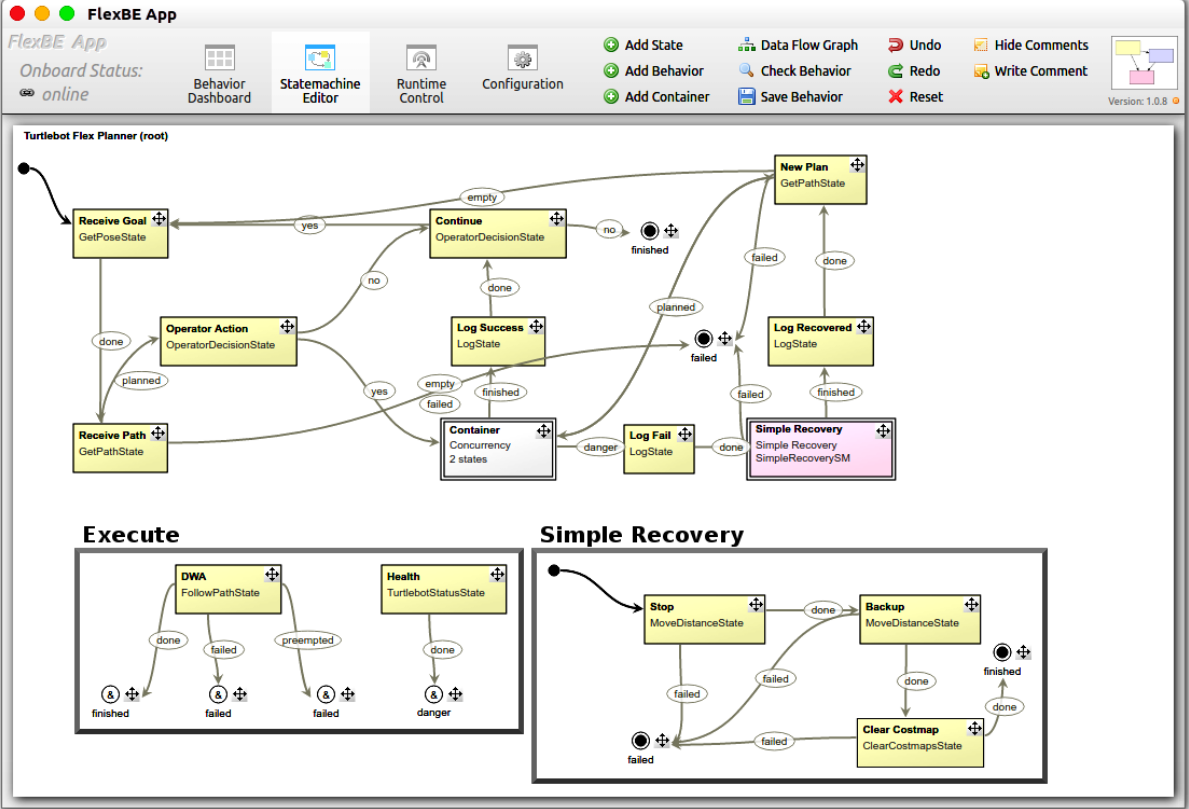 FlexBE App
FlexBE App
Onboard Status:
online
Behavior
Dashboard
Statemachine
Editor
Runtime
Control
Configuration
Add State
Add Behavior
Add Container
Data Flow Graph
Check Behavior
Save Behavior
Undo
Redo
Reset
Hide Comments
Write Comment
Version: 1.0.8
Turtlebot Flex Planner (root)
New Plan
GetPathState
empty
Receive Goal
GetPoseState
yes
Continue
OperatorDecisionState
no
finished
failed
done
no
done
planned
Operator Action
OperatorDecisionState
Log Success
LogState
Log Recovered
LogState
failed
done
planned
yes
empty
failed
finished
failed
finished
Receive Path
GetPathState
Container
Concurrency
2 states
danger
Log Fail
LogState
done
Simple Recovery
Simple Recovery
SimpleRecoverySM
Execute
DWA
FollowPathState
Health
TurtlebotStatusState
done
failed
preempted
done
&
finished
&
failed
&
failed
&
danger
Simple Recovery
Stop
MoveDistanceState
done
Backup
MoveDistanceState
finished
failed
failed
done
done
Clear Costmap
ClearCostmapsState
failed
failed